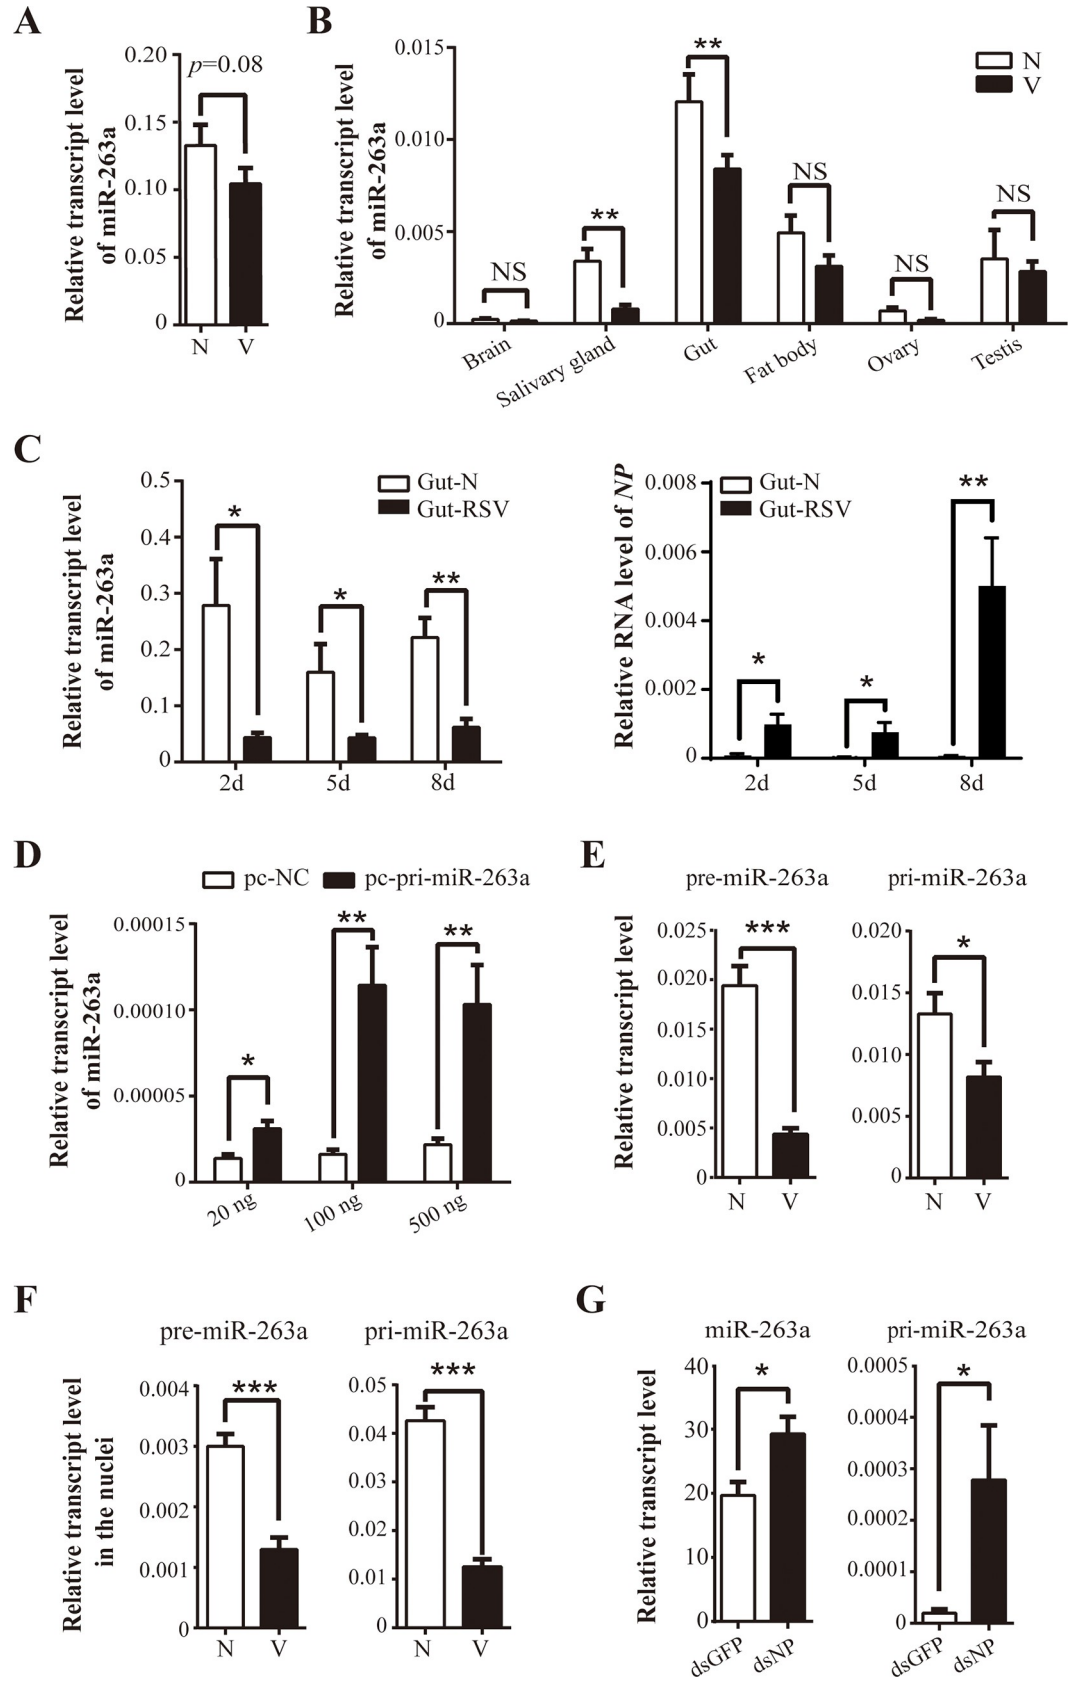 A
Relative transcript level
of miR-263a
0.20
0.15
0.10
0.05
0
p=0.08
N
V
B
Relative transcript level
of miR-263a
0.015
0.010
0.005
0
NS
**
**
NS
NS
NS
N
V
Brain
Salivary gland
Gut
Fat body
Ovary
Testis
C
Relative transcript level
of miR-263a
0.5
0.4
0.3
0.2
0.1
0
Gut-N
Gut-RSV
*
*
**
2d
5d
8d
Relative RNA level of NP
0.008
0.006
0.004
0.002
0
Gut-N
Gut-RSV
*
*
**
2d
5d
8d
D
pc-NC
pc-pri-miR-263a
Relative transcript level
of miR-263a
0.00015
0.00010
0.00005
0
*
**
**
20 ng
100 ng
500 ng
E
Relative transcript level
pre-miR-263a
0.025
0.020
0.015
0.010
0.005
0
***
N
V
pri-miR-263a
0.020
0.015
0.010
0.005
0
*
N
V
F
Relative transcript level
in the nuclei
pre-miR-263a
0.004
0.003
0.002
0.001
0
***
N
V
pri-miR-263a
0.05
0.04
0.03
0.02
0.01
0
***
N
V
G
Relative transcript level
miR-263a
40
30
20
10
0
*
dsGFP
dsNP
pri-miR-263a
0.0005
0.0004
0.0003
0.0002
0.0001
0
*
dsGFP
dsNP